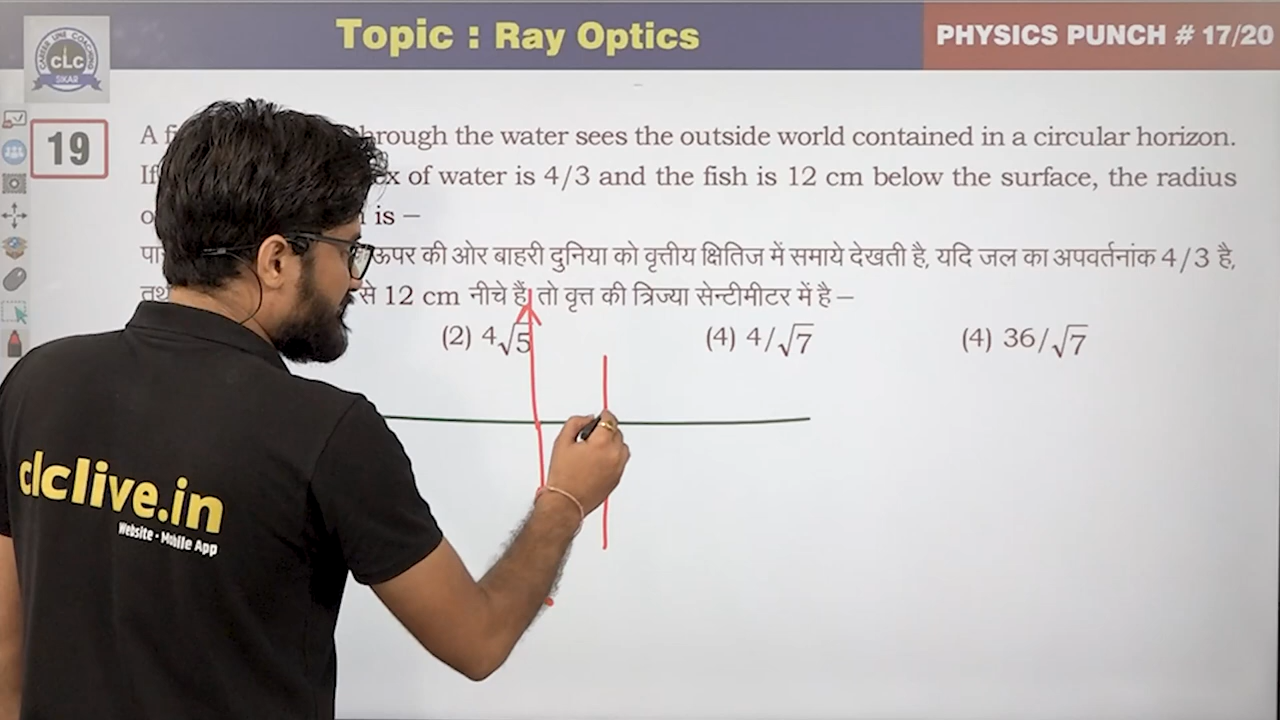 Topic : Ray Optics
PHYSICS PUNCH # 17/20
CAREER LINE COACHING
CLC
SIKAR
19
A through the water sees the outside world contained in a circular horizon.
If of water is 4/3 and the fish is 12 cm below the surface, the radius
is –
ऊपर की ओर बाहरी दुनिया को वृत्तीय क्षितिज में समाये देखती है, यदि जल का अपवर्तनांक 4/3 है,
से 12 cm नीचे हैं, तो वृत्त की त्रिज्या सेन्टीमीटर में है –
(2) 4√5 (4) 4/√7 (4) 36/√7
clclive.in
Website • Mobile App